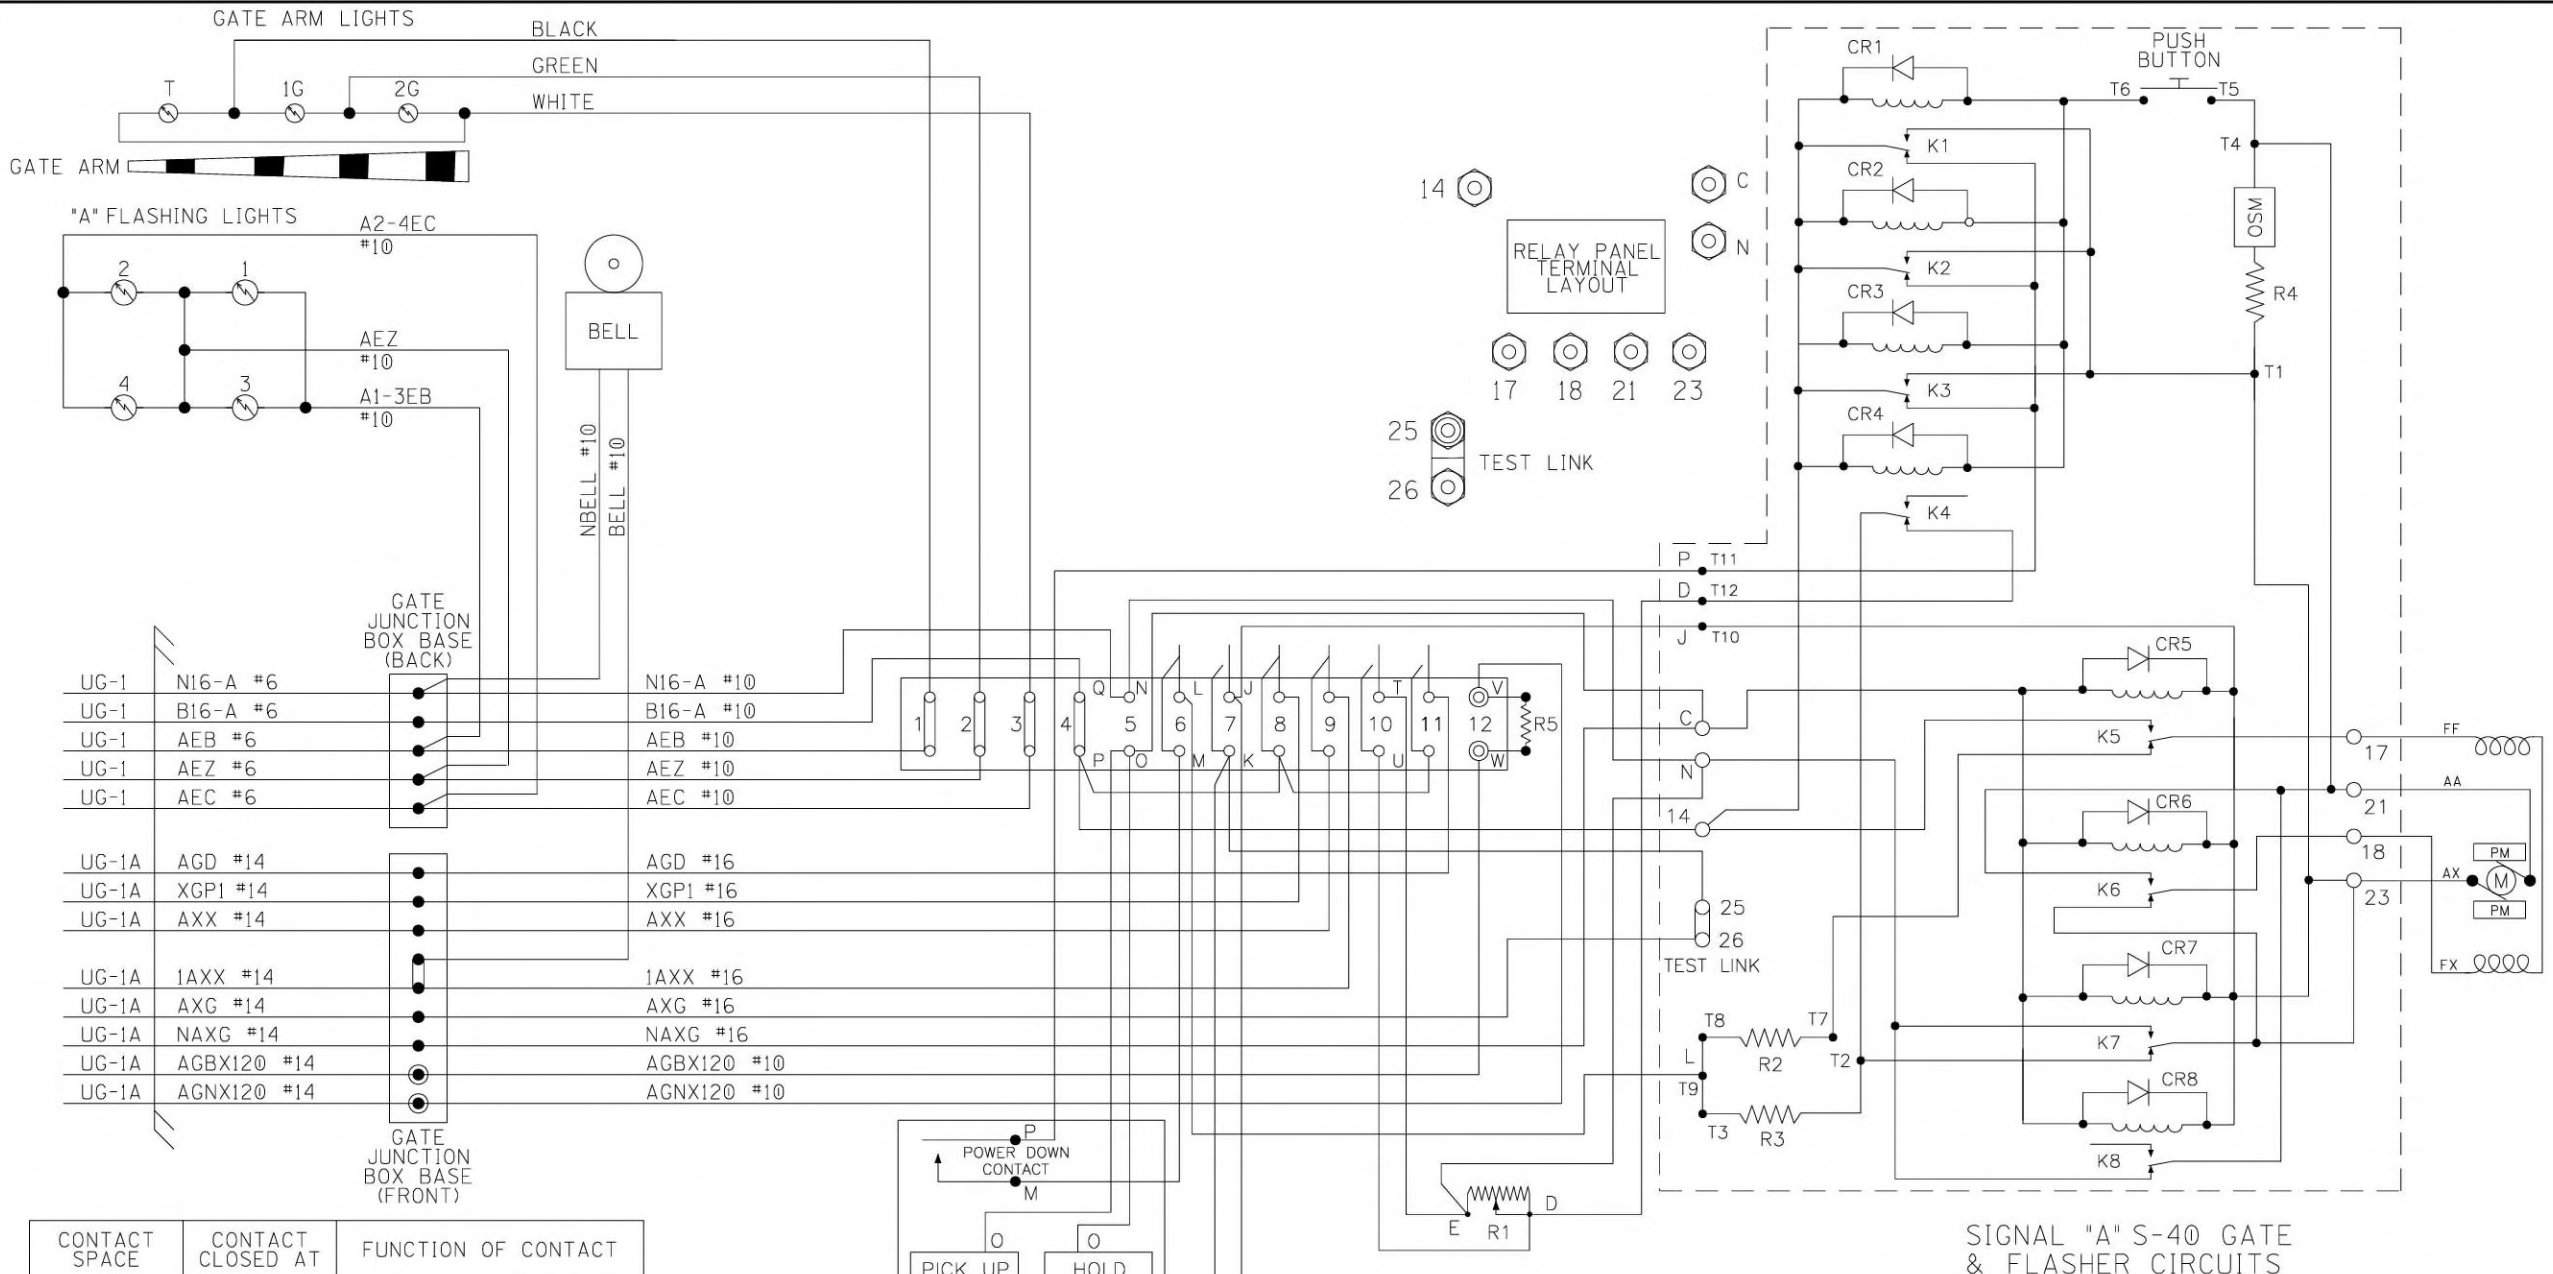 GATE ARM LIGHTS
BLACK
GREEN
WHITE
T
1G
2G
GATE ARM
"A" FLASHING LIGHTS
A2-4EC
#10
2
1
AEZ
#10
4
3
A1-3EB
#10
BELL
NBELL #10
BELL #10
GATE
JUNCTION
BOX BASE
(BACK)
UG-1 N16-A #6 N16-A #10
UG-1 B16-A #6 B16-A #10
UG-1 AEB #6 AEB #10
UG-1 AEZ #6 AEZ #10
UG-1 AEC #6 AEC #10
UG-1A AGD #14 AGD #16
UG-1A XGP1 #14 XGP1 #16
UG-1A AXX #14 AXX #16
UG-1A 1AXX #14 1AXX #16
UG-1A AXG #14 AXG #16
UG-1A NAXG #14 NAXG #16
UG-1A AGBX120 #14 AGBX120 #10
UG-1A AGNX120 #14 AGNX120 #10
GATE
JUNCTION
BOX BASE
(FRONT)
CONTACT
SPACE
CONTACT
CLOSED AT
FUNCTION OF CONTACT
Q N L J T V
1 2 3 4 5 6 7 8 9 10 11 12 R5
P O M K U W
P
POWER DOWN
CONTACT
M
O
O
PICK UP
HOLD
E
R1
D
14
C
N
RELAY PANEL
TERMINAL
LAYOUT
17 18 21 23
25
TEST LINK
26
PUSH
BUTTON
T6
T5
T4
OSM
R4
T1
CR1
K1
CR2
K2
CR3
K3
CR4
K4
P T11
D T12
J T10
C
N
14
25
26
TEST LINK
T8
R2
T7
L
T2
T9
T3
R3
CR5
K5
CR6
K6
CR7
K7
CR8
K8
17
FF
21
AA
18
23
AX
PM
M
PM
FX
SIGNAL "A" S-40 GATE
& FLASHER CIRCUITS